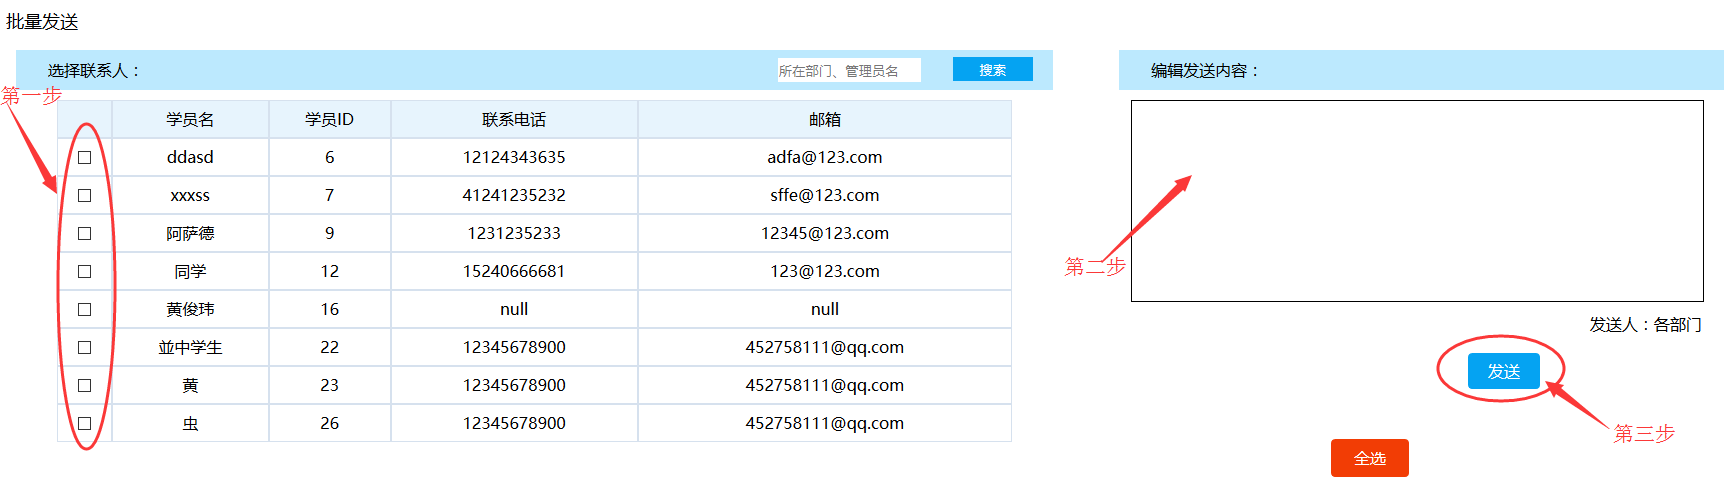 批量发送
选择联系人： 所在部门、管理员名 搜索
编辑发送内容：
第一步
学员名 学员ID 联系电话 邮箱
ddasd 6 12124343635 adfa@123.com
xxxss 7 41241235232 sffe@123.com
阿萨德 9 1231235233 12345@123.com
同学 12 15240666681 123@123.com
黄俊玮 16 null null
並中学生 22 12345678900 452758111@qq.com
黄 23 12345678900 452758111@qq.com
虫 26 12345678900 452758111@qq.com
第二步
发送人：各部门
发送
第三步
全选